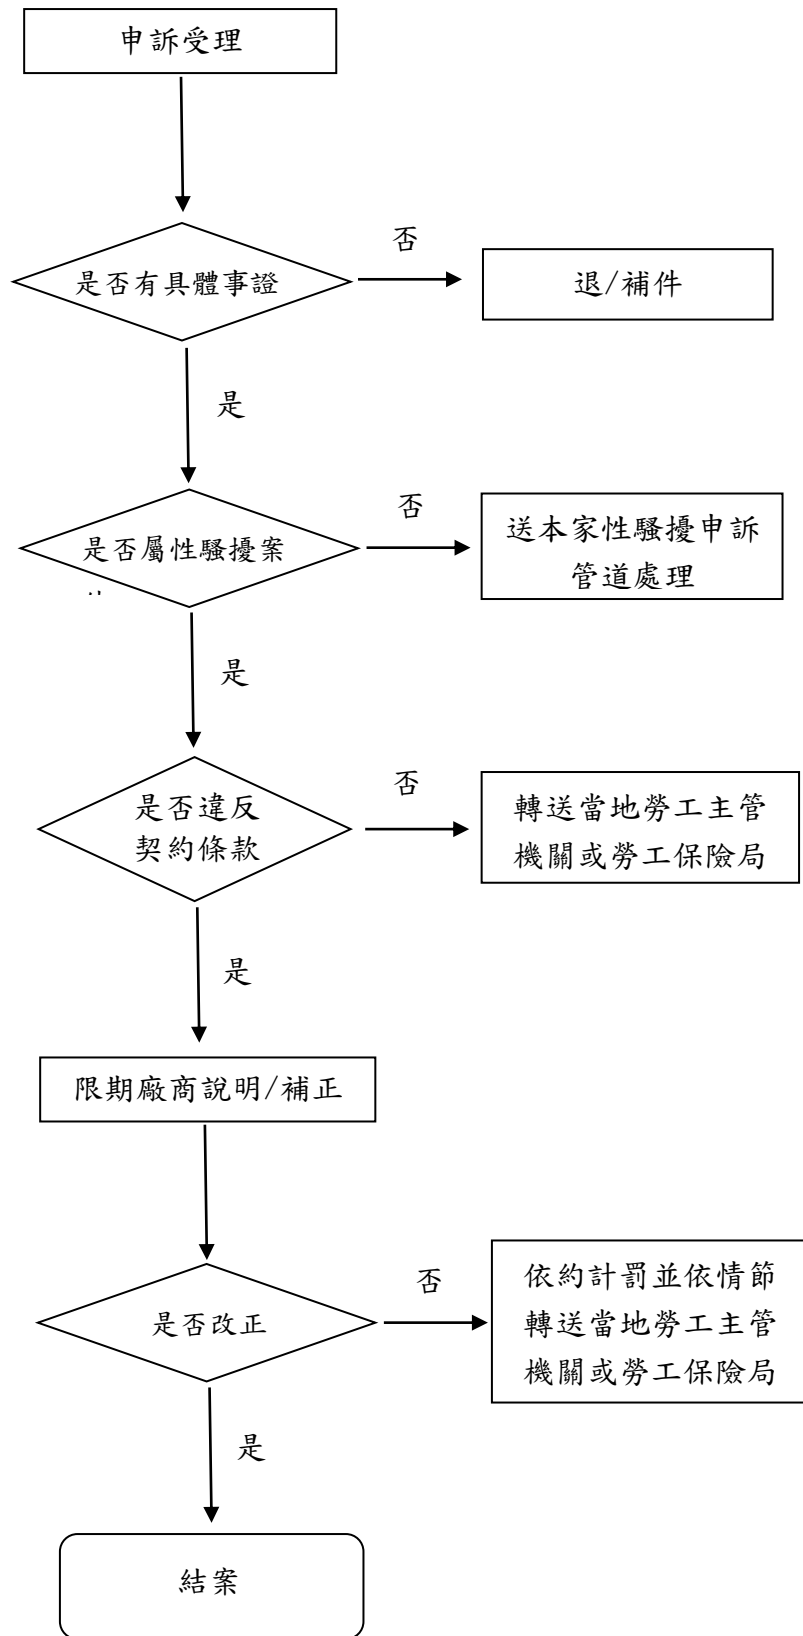 申訴受理
是否有具體事證
否
退/補件
是
是否屬性騷擾案
否
送本家性騷擾申訴
管道處理
是
是否違反
契約條款
否
轉送當地勞工主管
機關或勞工保險局
是
限期廠商說明/補正
是否改正
否
依約計罰並依情節
轉送當地勞工主管
機關或勞工保險局
是
結案